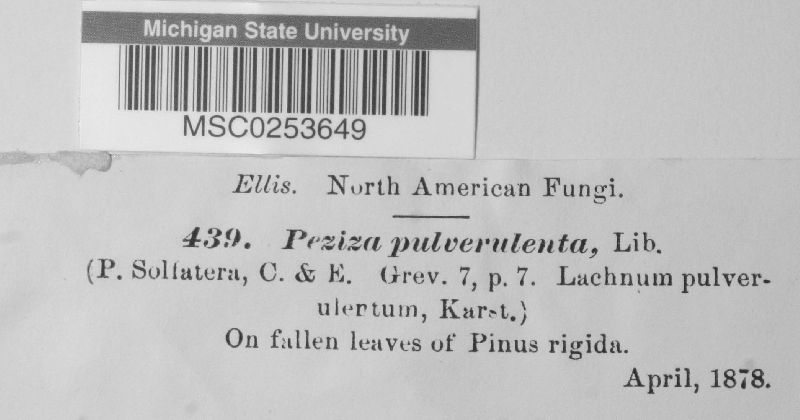 Michigan State University
MSC0253649
Ellis. North American Fungi.
439. Peziza pulverulenta, Lib.
(P. Solfatera, C. & E. Grev. 7, p. 7. Lachnum pulver-
ulentum, Karst.)
On fallen leaves of Pinus rigida.
April, 1878.